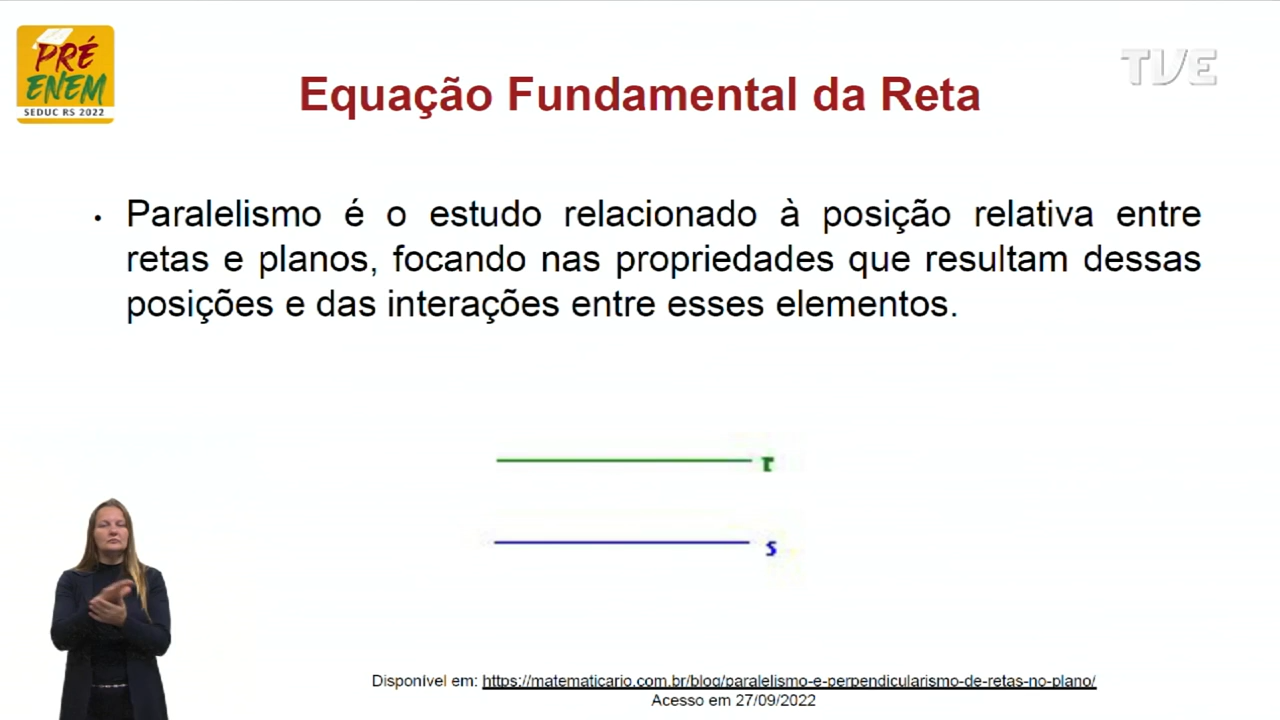 PRÉ
ENEM
SEDUC RS 2022
TVE
Equação Fundamental da Reta
• Paralelismo é o estudo relacionado à posição relativa entre
retas e planos, focando nas propriedades que resultam dessas
posições e das interações entre esses elementos.
r
s
Disponível em: https://matematicario.com.br/blog/paralelismo-e-perpendicularismo-de-retas-no-plano/
Acesso em 27/09/2022